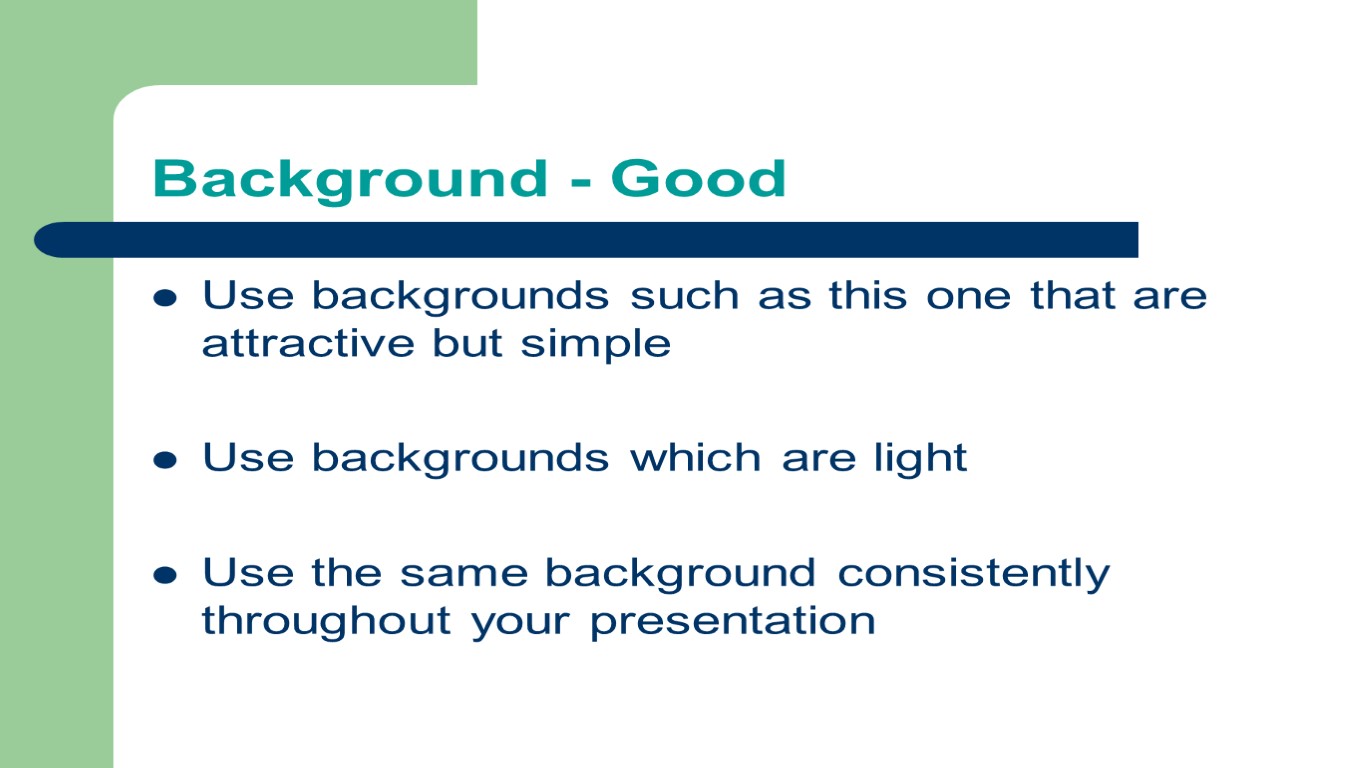 Background - Good
● Use backgrounds such as this one that are
attractive but simple
● Use backgrounds which are light
● Use the same background consistently
throughout your presentation